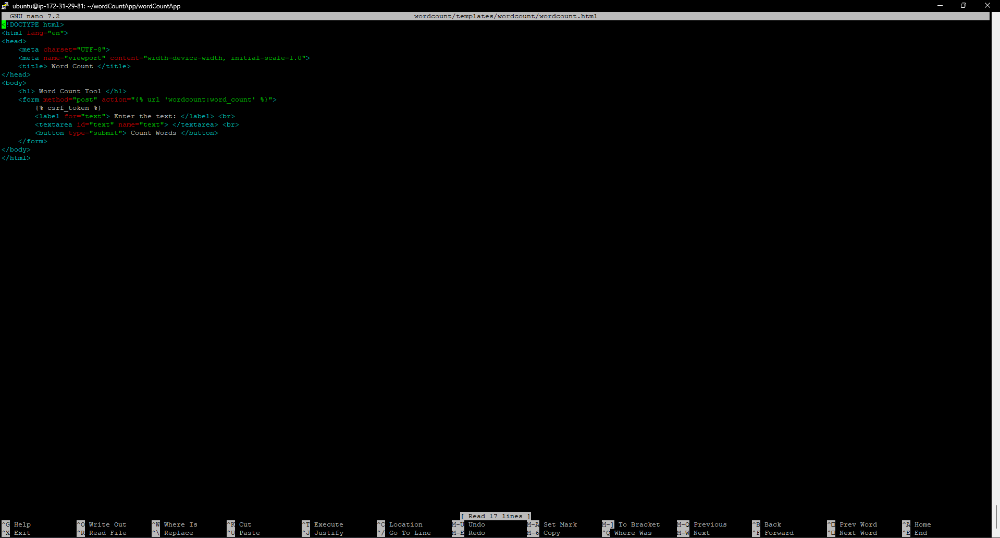 ubuntu@ip-172-31-29-81: ~/wordCountApp/wordCountApp
GNU nano 7.2 wordcount/templates/wordcount/wordcount.html
<!DOCTYPE html>
<html lang="en">
<head>
    <meta charset="UTF-8">
    <meta name="viewport" content="width=device-width, initial-scale=1.0">
    <title> Word Count </title>
</head>
<body>
    <h1> Word Count Tool </h1>
    <form method="post" action="{% url 'wordcount:word_count' %}">
        {% csrf_token %}
        <label for="text"> Enter the text: </label> <br>
        <textarea id="text" name="text"> </textarea> <br>
        <button type="submit"> Count Words </button>
    </form>
</body>
</html>
[ Read 17 lines ]
^G Help ^O Write Out ^W Where Is ^K Cut ^T Execute ^C Location M-U Undo M-A Set Mark M-] To Bracket M-Q Previous ^B Back ^□ Prev Word ^A Home
^X Exit ^R Read File ^\ Replace ^U Paste ^J Justify ^/ Go To Line M-E Redo M-6 Copy ^Q Where Was M-W Next ^F Forward ^□ Next Word ^E End